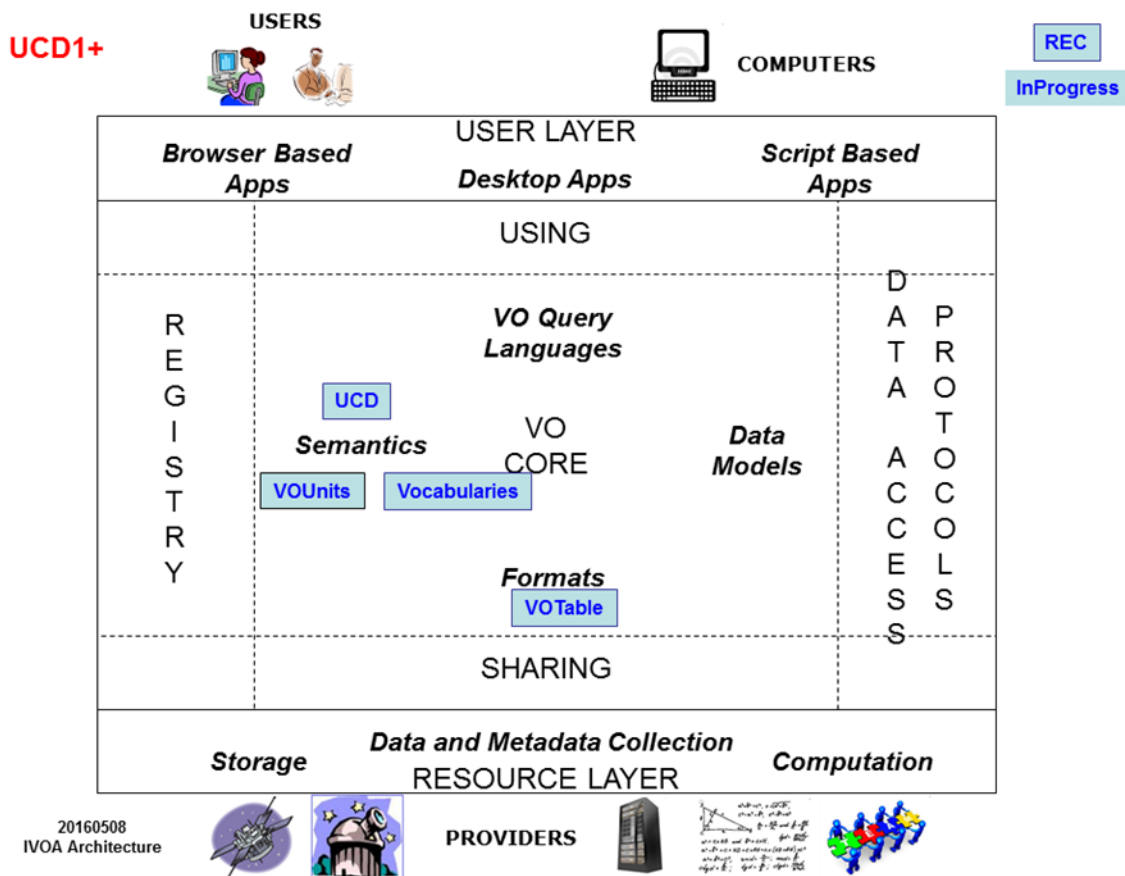 UCD1+
USERS
COMPUTERS
REC
InProgress
USER LAYER
Browser Based
Apps
Desktop Apps
Script Based
Apps
USING
REGISTRY
VO Query
Languages
UCD
Semantics
VOUnits
Vocabularies
VO
CORE
Data
Models
Formats
VOTable
DATA ACCESS
PROTOCOLS
SHARING
Data and Metadata Collection
Storage
Computation
RESOURCE LAYER
20160508
IVOA Architecture
PROVIDERS